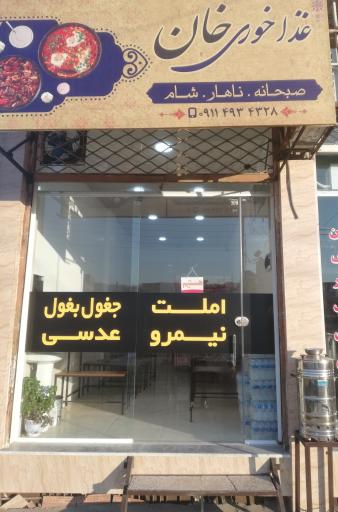 غذاخوری خان
صبحانه . ناهار . شام
۰۹۱۱ ۴۹۳ ۴۳۲۸
املت
جغول بغول
نیمرو
عدسی